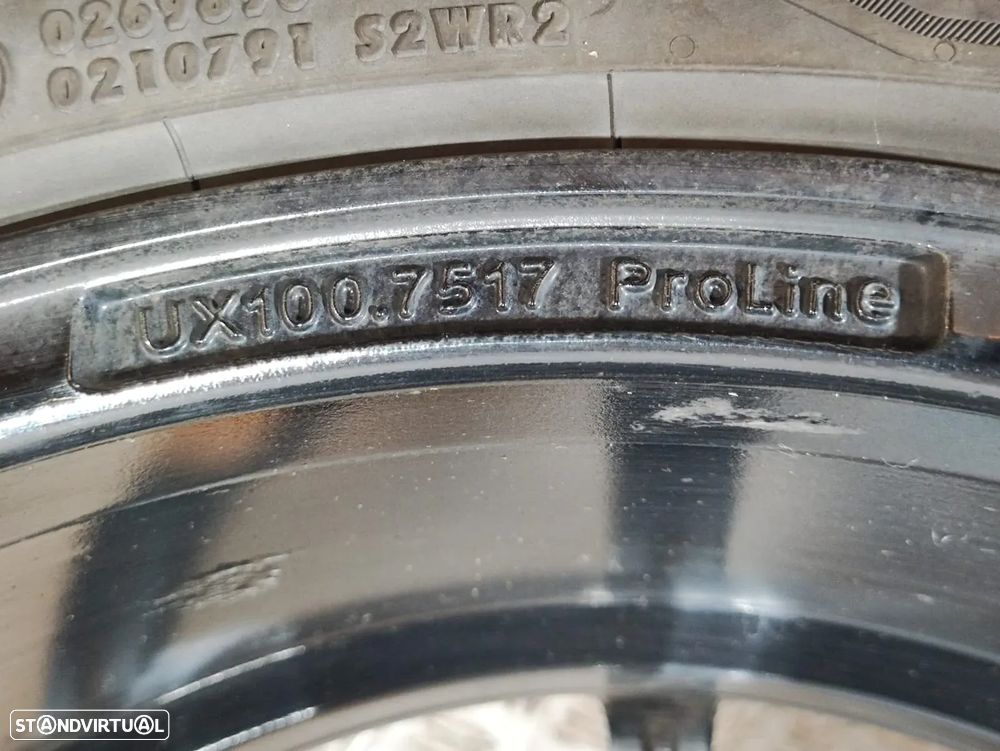 0210791 S2WR2
UX100.7517 ProLine
STANDVIRTUAL